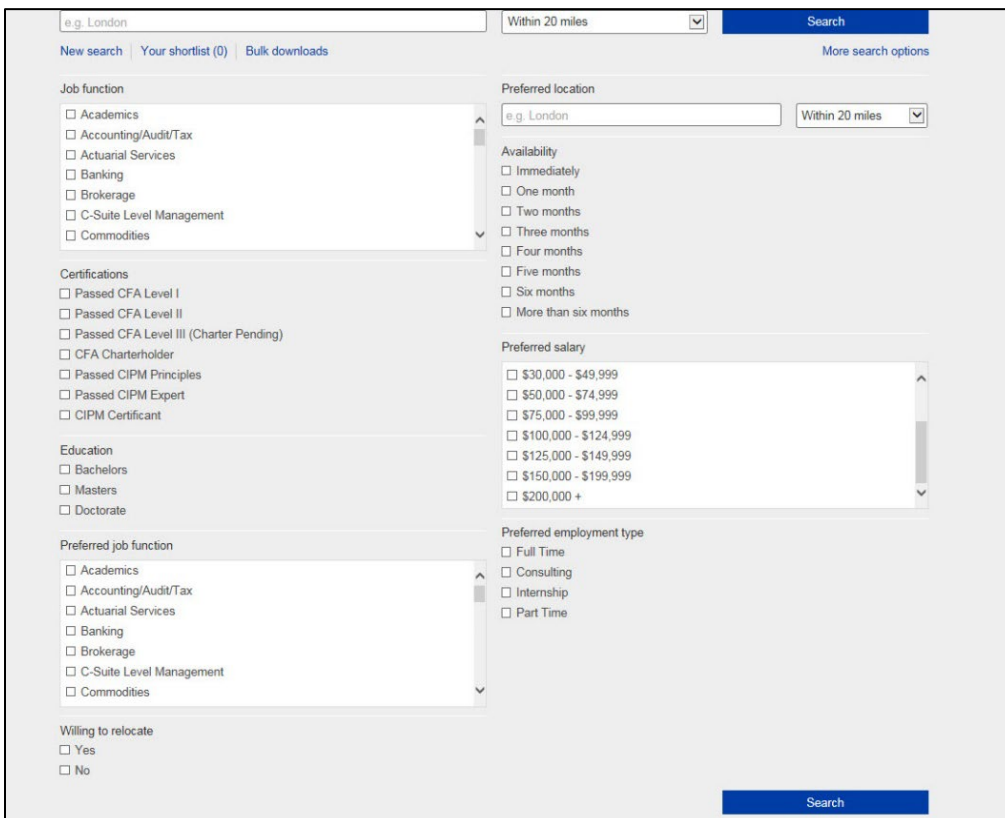 e.g. London
Within 20 miles
Search
New search
Your shortlist (0)
Bulk downloads
More search options
Job function
Academics
Accounting/Audit/Tax
Actuarial Services
Banking
Brokerage
C-Suite Level Management
Commodities
Certifications
Passed CFA Level I
Passed CFA Level II
Passed CFA Level III (Charter Pending)
CFA Charterholder
Passed CIPM Principles
Passed CIPM Expert
CIPM Certificant
Education
Bachelors
Masters
Doctorate
Preferred job function
Academics
Accounting/Audit/Tax
Actuarial Services
Banking
Brokerage
C-Suite Level Management
Commodities
Willing to relocate
Yes
No
Preferred location
e.g. London
Within 20 miles
Availability
Immediately
One month
Two months
Three months
Four months
Five months
Six months
More than six months
Preferred salary
$30,000 - $49,999
$50,000 - $74,999
$75,000 - $99,999
$100,000 - $124,999
$125,000 - $149,999
$150,000 - $199,999
$200,000 +
Preferred employment type
Full Time
Consulting
Internship
Part Time
Search